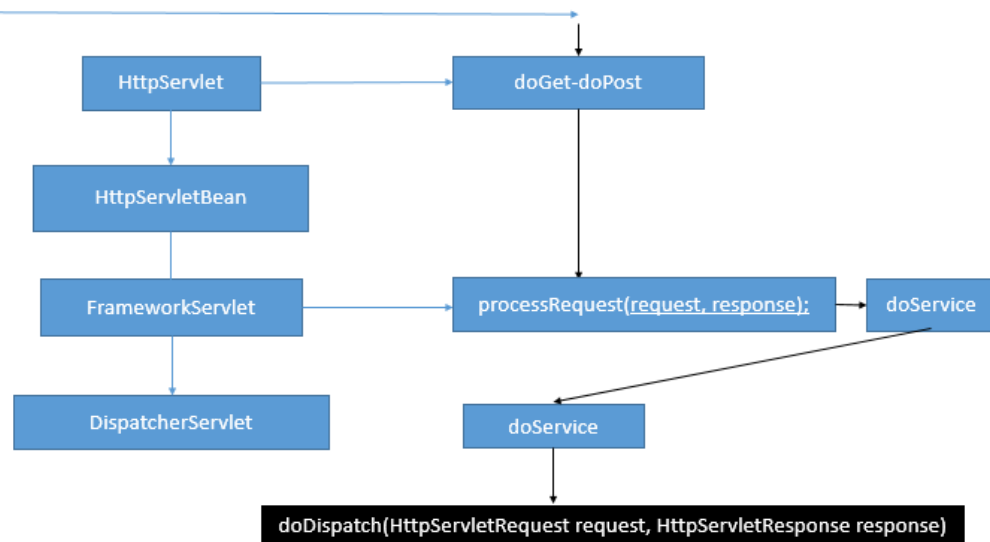 HttpServlet
doGet-doPost
HttpServletBean
FrameworkServlet
processRequest(request, response);
doService
DispatcherServlet
doService
doDispatch(HttpServletRequest request, HttpServletResponse response)